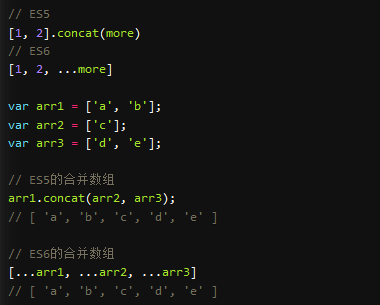 // ES5
[1, 2].concat(more)
// ES6
[1, 2, ...more]
var arr1 = ['a', 'b'];
var arr2 = ['c'];
var arr3 = ['d', 'e'];
// ES5的合并数组
arr1.concat(arr2, arr3);
// [ 'a', 'b', 'c', 'd', 'e' ]
// ES6的合并数组
[...arr1, ...arr2, ...arr3]
// [ 'a', 'b', 'c', 'd', 'e' ]